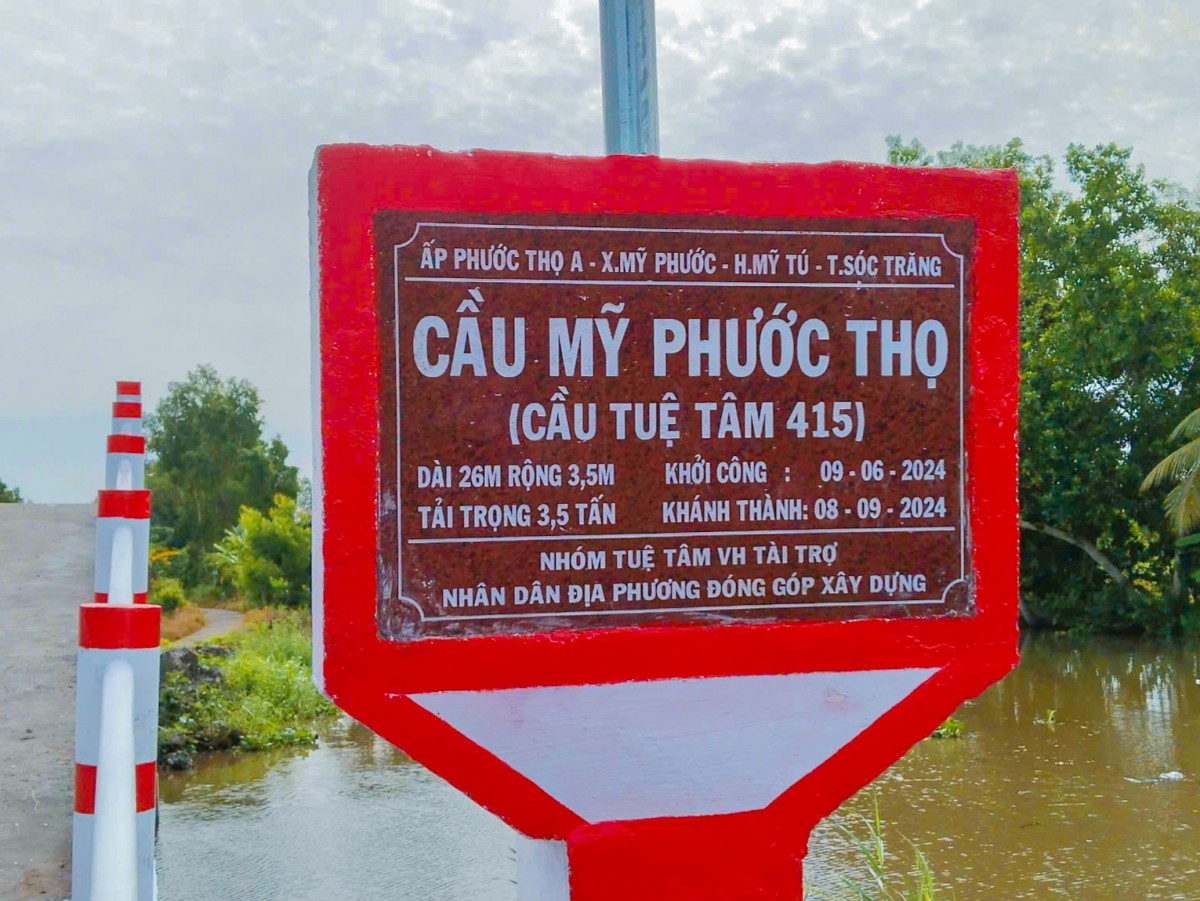 ẤP PHƯỚC THỌ A - X.MỸ PHƯỚC - H.MỸ TÚ - T.SÓC TRĂNG
CẦU MỸ PHƯỚC THỌ
(CẦU TUỆ TÂM 415)
DÀI 26M RỘNG 3,5M KHỞI CÔNG : 09 - 06 - 2024
TẢI TRỌNG 3,5 TẤN KHÁNH THÀNH: 08 - 09 - 2024
NHÓM TUỆ TÂM VH TÀI TRỢ
NHÂN DÂN ĐỊA PHƯƠNG ĐÓNG GÓP XÂY DỰNG